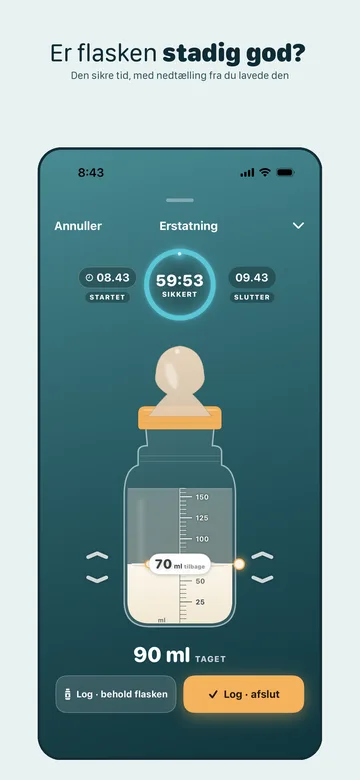 Er flasken stadig god?
Den sikre tid, med nedtælling fra du lavede den
8:43
Annuller Erstatning
08.43 59:53 09.43
STARTET SIKKERT SLUTTER
150
125
100
70 ml tilbage
50
25
ml
90 ml TAGET
Log · behold flasken Log · afslut